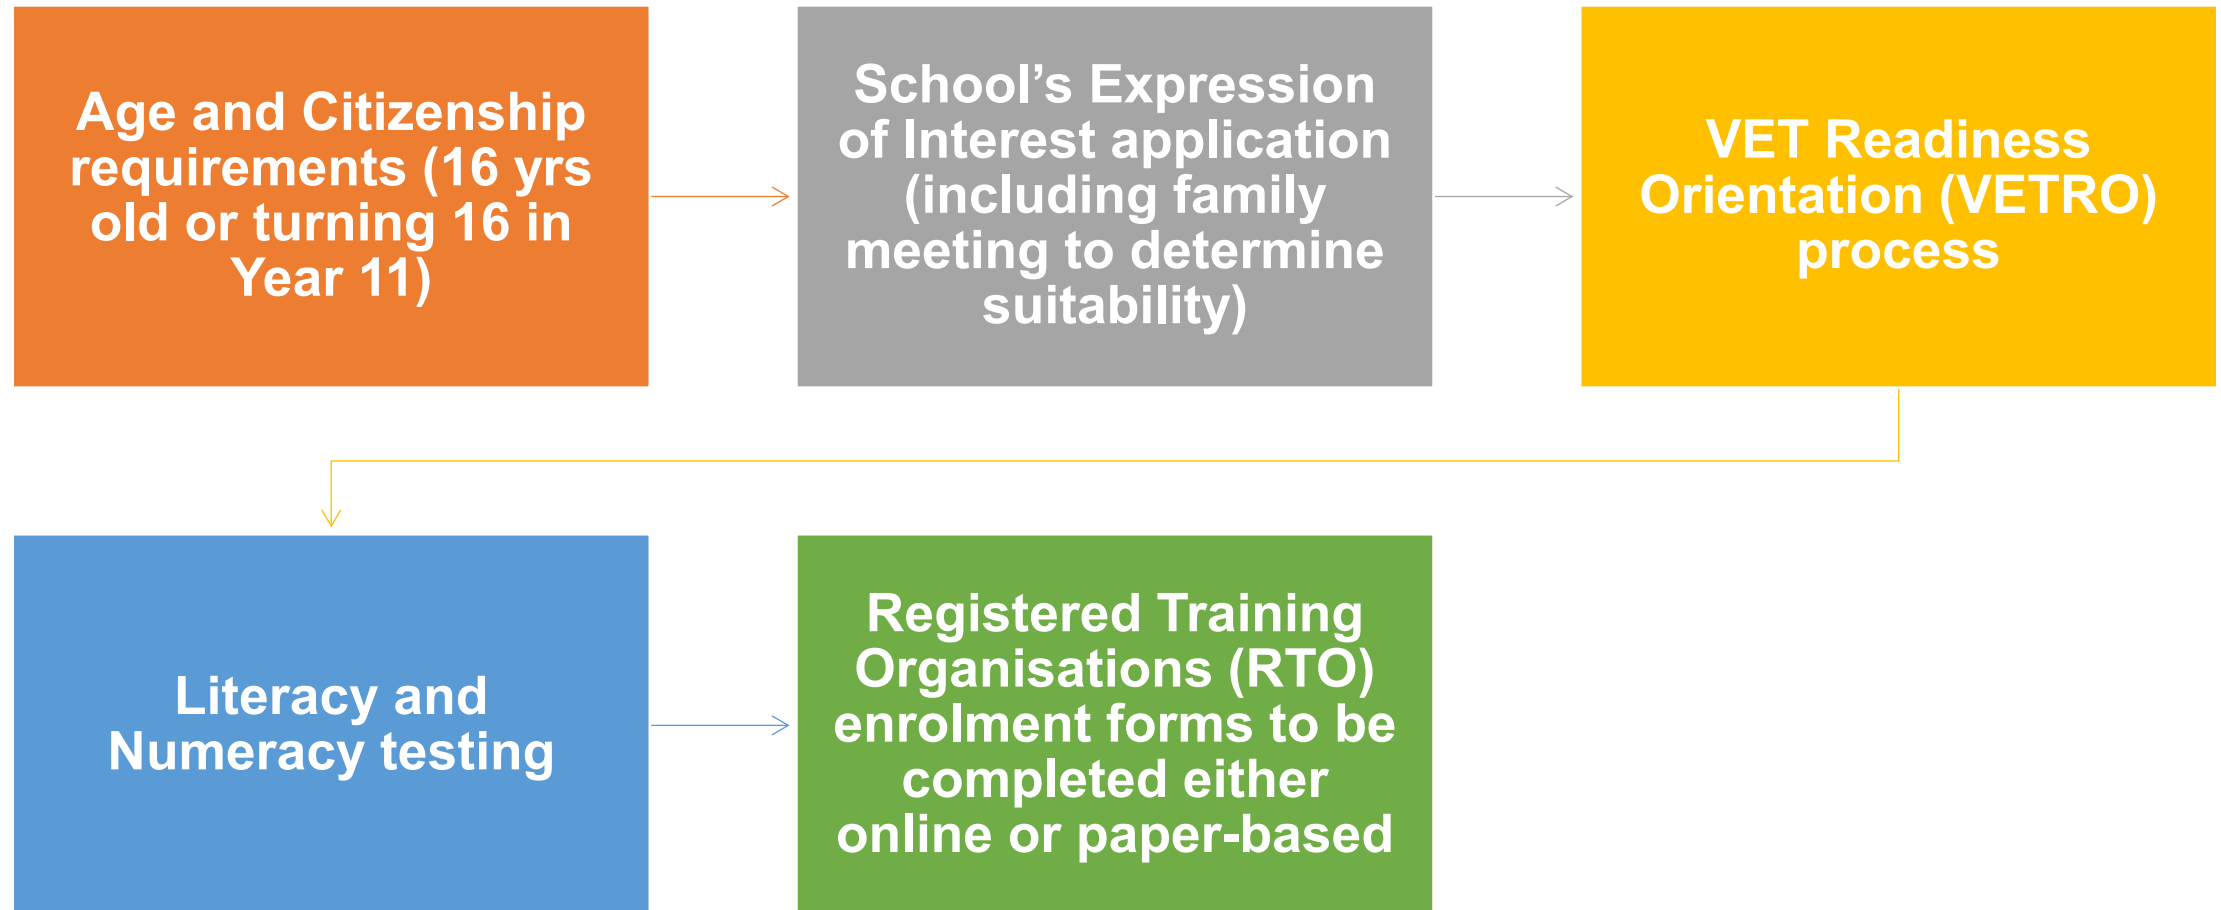 Age and Citizenship
requirements (16 yrs
old or turning 16 in
Year 11)
School’s Expression
of Interest application
(including family
meeting to determine
suitability)
VET Readiness
Orientation (VETRO)
process
Literacy and
Numeracy testing
Registered Training
Organisations (RTO)
enrolment forms to be
completed either
online or paper-based